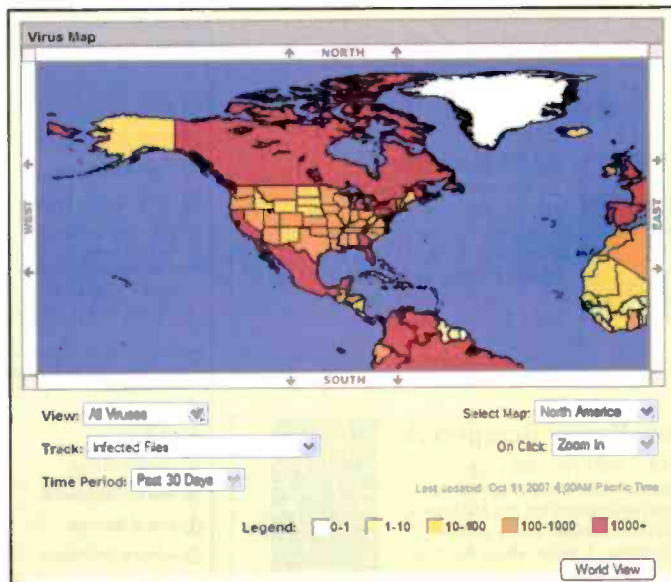 Virus Map
NORTH
WEST
EAST
SOUTH
View: All Viruses
Select Map: North America
Track: Infected Files
On Click: Zoom In
Time Period: Past 30 Days
Last updated: Oct 11, 2007 4:00AM Pacific Time
Legend: 0-1 1-10 10-100 100-1000 1000+
World View